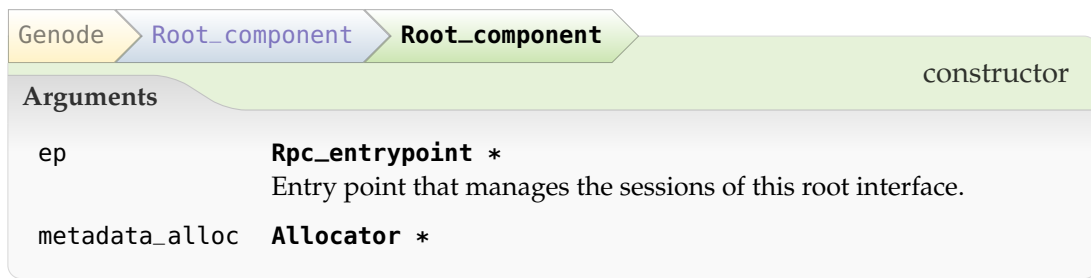 Genode Root_component Root_component
constructor
Arguments
ep Rpc_entrypoint *
Entry point that manages the sessions of this root interface.
metadata_alloc Allocator *